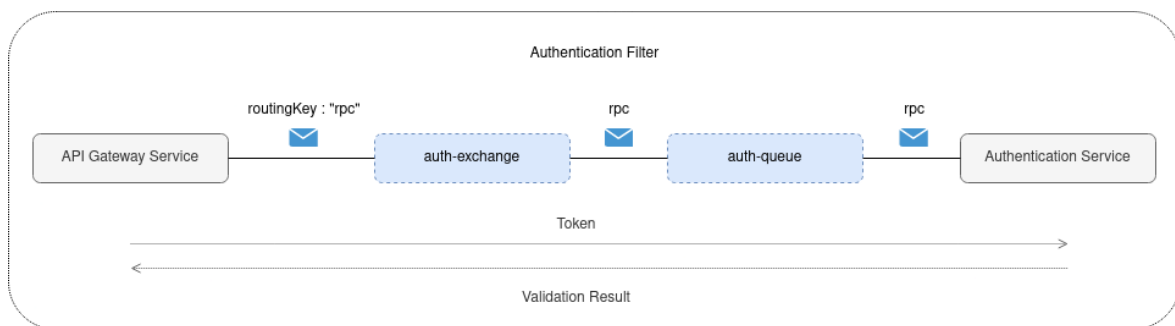 Authentication Filter
routingKey : "rpc"
rpc
rpc
API Gateway Service
auth-exchange
auth-queue
Authentication Service
Token
Validation Result